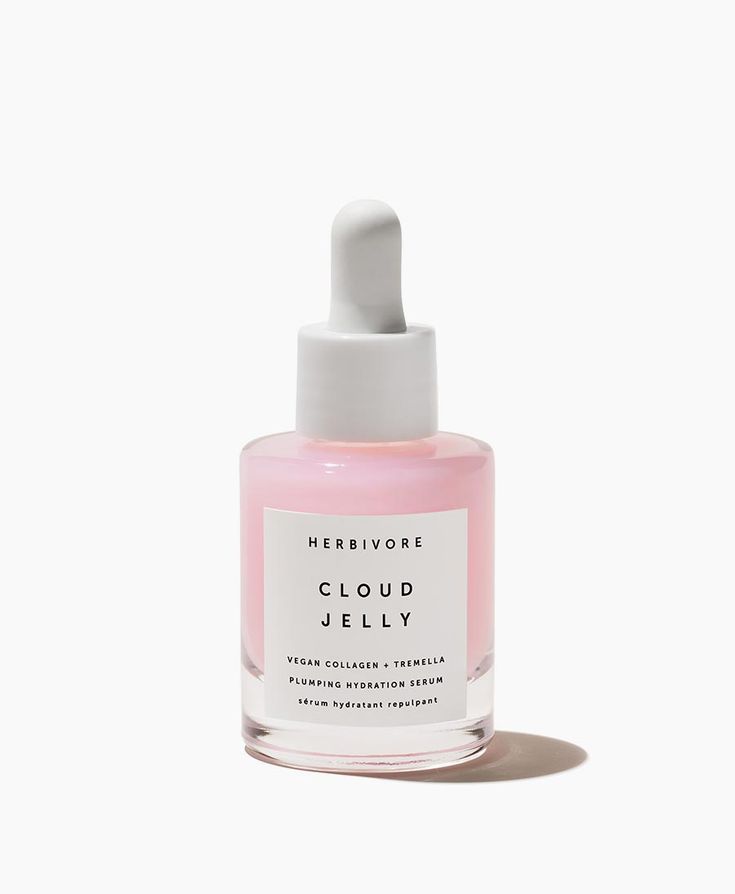 HERBIVORE
CLOUD
JELLY
VEGAN COLLAGEN + TREMELLA
PLUMPING HYDRATION SERUM
sérum hydratant repulpant